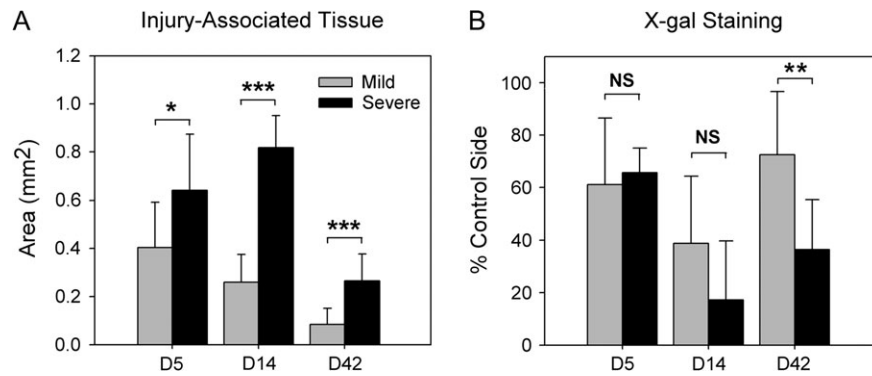 A
Injury-Associated Tissue
Area (mm2)
1.2
1.0
0.8
0.6
0.4
0.2
0.0
Mild
Severe
*
***
***
D5
D14
D42
B
X-gal Staining
% Control Side
100
80
60
40
20
0
NS
NS
**
D5
D14
D42